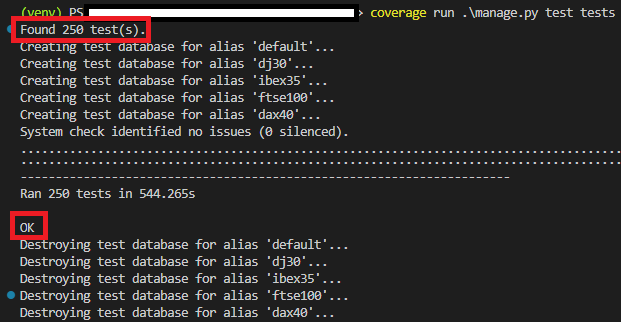 (venv) PS > coverage run .\manage.py test tests
Found 250 test(s).
Creating test database for alias 'default'...
Creating test database for alias 'dj30'...
Creating test database for alias 'ibex35'...
Creating test database for alias 'ftse100'...
Creating test database for alias 'dax40'...
System check identified no issues (0 silenced).
......................................................................................
......................................................................................
----------------------------------------------------------------------
Ran 250 tests in 544.265s
OK
Destroying test database for alias 'default'...
Destroying test database for alias 'dj30'...
Destroying test database for alias 'ibex35'...
Destroying test database for alias 'ftse100'...
Destroying test database for alias 'dax40'...